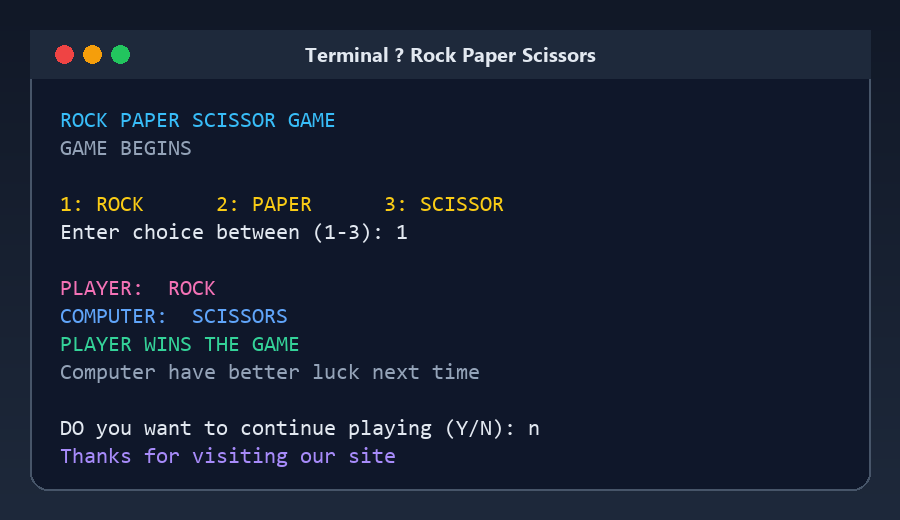 Terminal ? Rock Paper Scissors
ROCK PAPER SCISSOR GAME
GAME BEGINS
1: ROCK      2: PAPER      3: SCISSOR
Enter choice between (1-3): 1
PLAYER:  ROCK
COMPUTER:  SCISSORS
PLAYER WINS THE GAME
Computer have better luck next time
DO you want to continue playing (Y/N): n
Thanks for visiting our site